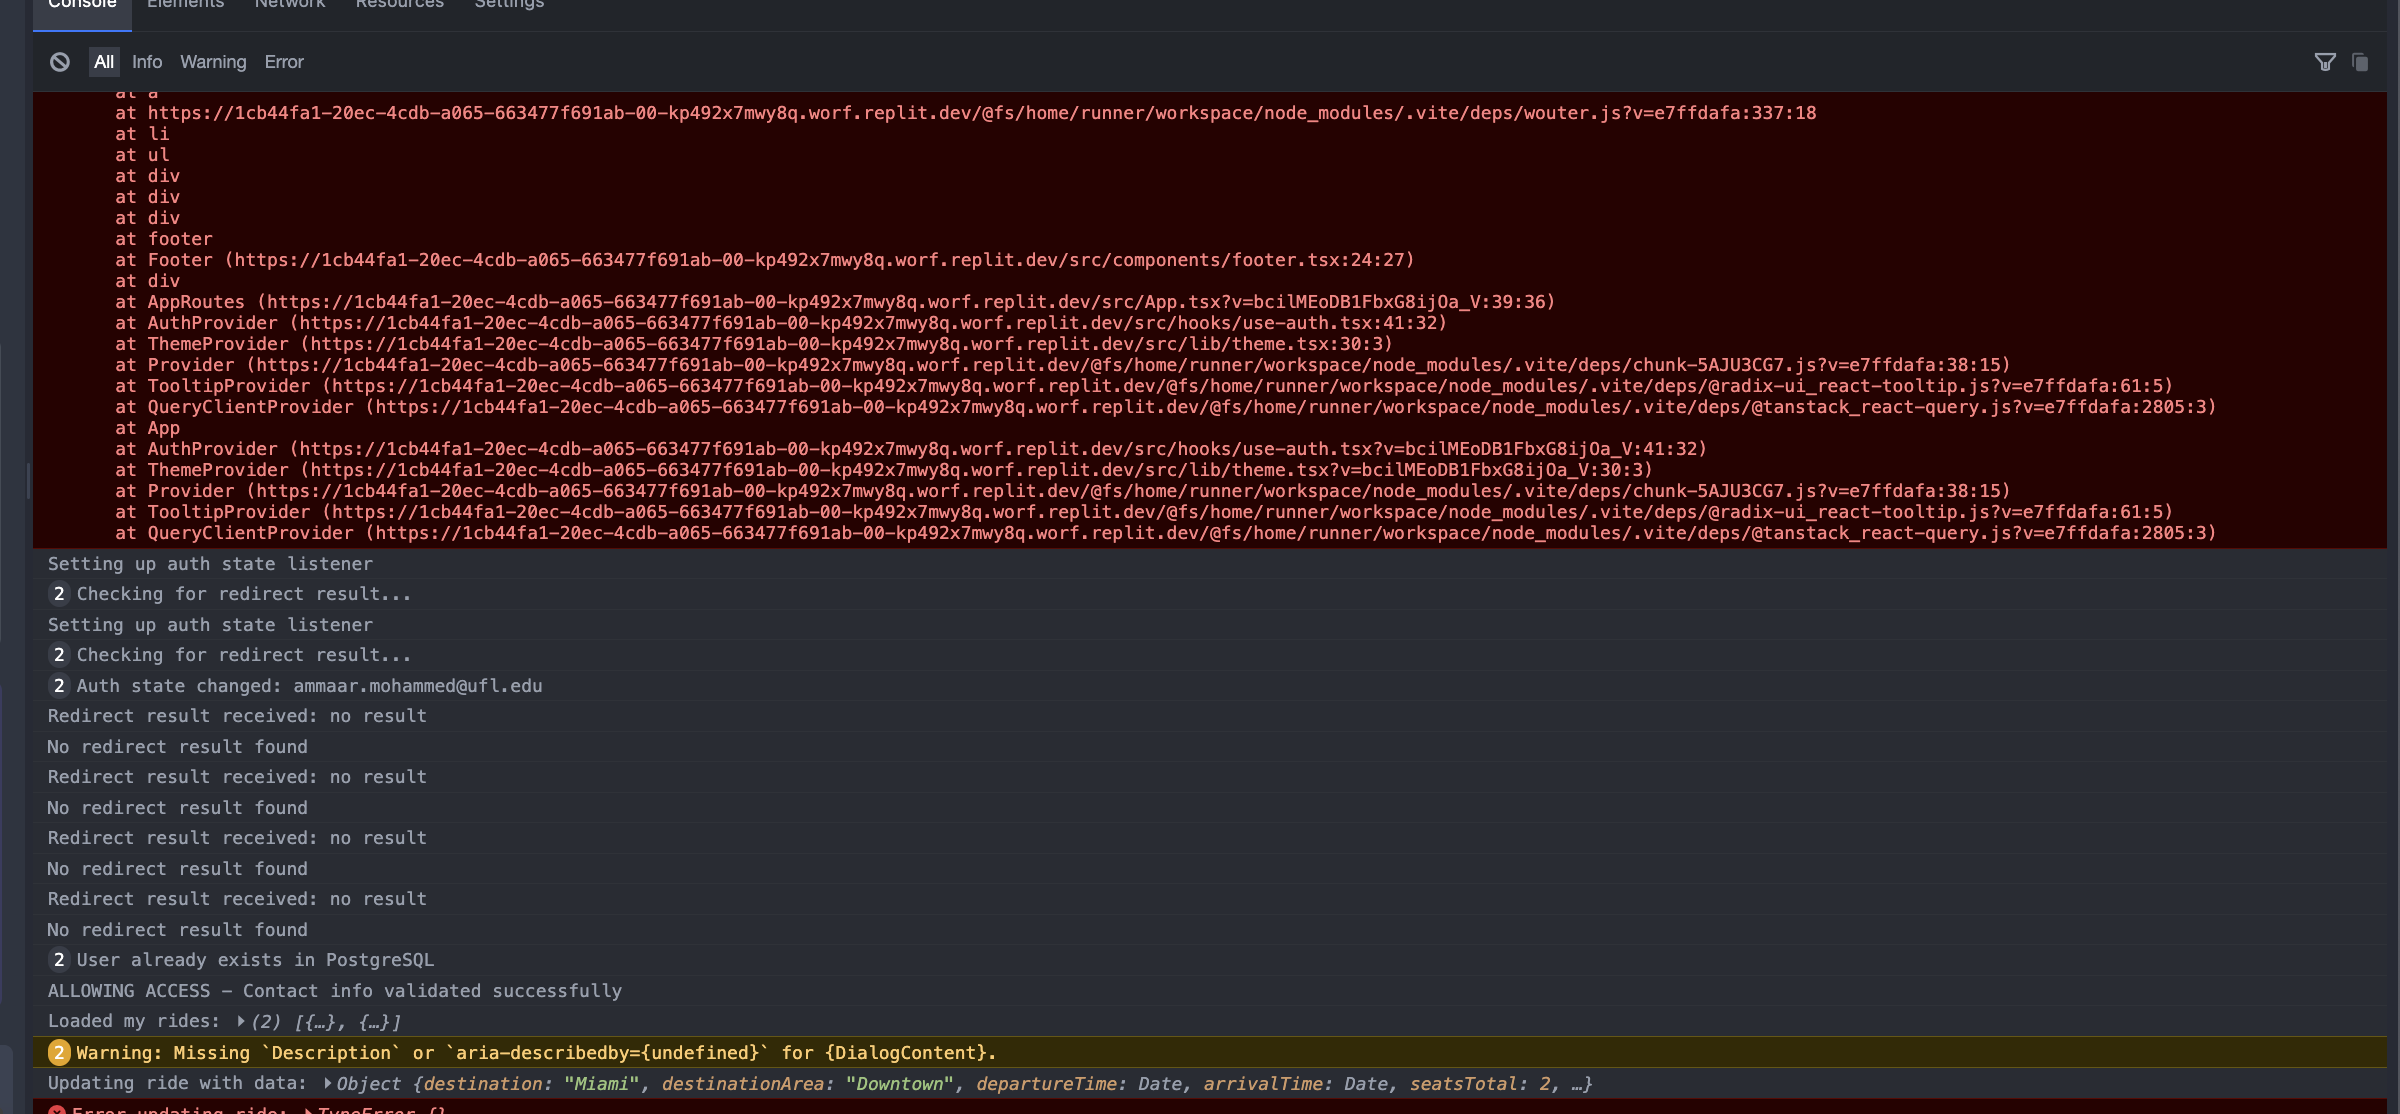 Console Elements Network Resources Settings
All Info Warning Error
at a
at https://1cb44fa1-20ec-4cdb-a065-663477f691ab-00-kp492x7mwy8q.worf.replit.dev/@fs/home/runner/workspace/node_modules/.vite/deps/wouter.js?v=e7ffdafa:337:18
at li
at ul
at div
at div
at div
at footer
at Footer (https://1cb44fa1-20ec-4cdb-a065-663477f691ab-00-kp492x7mwy8q.worf.replit.dev/src/components/footer.tsx:24:27)
at div
at AppRoutes (https://1cb44fa1-20ec-4cdb-a065-663477f691ab-00-kp492x7mwy8q.worf.replit.dev/src/App.tsx?v=bcilMEoDB1FbxG8ijOa_V:39:36)
at AuthProvider (https://1cb44fa1-20ec-4cdb-a065-663477f691ab-00-kp492x7mwy8q.worf.replit.dev/src/hooks/use-auth.tsx:41:32)
at ThemeProvider (https://1cb44fa1-20ec-4cdb-a065-663477f691ab-00-kp492x7mwy8q.worf.replit.dev/src/lib/theme.tsx:30:3)
at Provider (https://1cb44fa1-20ec-4cdb-a065-663477f691ab-00-kp492x7mwy8q.worf.replit.dev/@fs/home/runner/workspace/node_modules/.vite/deps/chunk-5AJU3CG7.js?v=e7ffdafa:38:15)
at TooltipProvider (https://1cb44fa1-20ec-4cdb-a065-663477f691ab-00-kp492x7mwy8q.worf.replit.dev/@fs/home/runner/workspace/node_modules/.vite/deps/@radix-ui_react-tooltip.js?v=e7ffdafa:61:5)
at QueryClientProvider (https://1cb44fa1-20ec-4cdb-a065-663477f691ab-00-kp492x7mwy8q.worf.replit.dev/@fs/home/runner/workspace/node_modules/.vite/deps/@tanstack_react-query.js?v=e7ffdafa:2805:3)
at App
at AuthProvider (https://1cb44fa1-20ec-4cdb-a065-663477f691ab-00-kp492x7mwy8q.worf.replit.dev/src/hooks/use-auth.tsx?v=bcilMEoDB1FbxG8ijOa_V:41:32)
at ThemeProvider (https://1cb44fa1-20ec-4cdb-a065-663477f691ab-00-kp492x7mwy8q.worf.replit.dev/src/lib/theme.tsx?v=bcilMEoDB1FbxG8ijOa_V:30:3)
at Provider (https://1cb44fa1-20ec-4cdb-a065-663477f691ab-00-kp492x7mwy8q.worf.replit.dev/@fs/home/runner/workspace/node_modules/.vite/deps/chunk-5AJU3CG7.js?v=e7ffdafa:38:15)
at TooltipProvider (https://1cb44fa1-20ec-4cdb-a065-663477f691ab-00-kp492x7mwy8q.worf.replit.dev/@fs/home/runner/workspace/node_modules/.vite/deps/@radix-ui_react-tooltip.js?v=e7ffdafa:61:5)
at QueryClientProvider (https://1cb44fa1-20ec-4cdb-a065-663477f691ab-00-kp492x7mwy8q.worf.replit.dev/@fs/home/runner/workspace/node_modules/.vite/deps/@tanstack_react-query.js?v=e7ffdafa:2805:3)
Setting up auth state listener
2 Checking for redirect result...
Setting up auth state listener
2 Checking for redirect result...
2 Auth state changed: ammaar.mohammed@ufl.edu
Redirect result received: no result
No redirect result found
Redirect result received: no result
No redirect result found
Redirect result received: no result
No redirect result found
Redirect result received: no result
No redirect result found
2 User already exists in PostgreSQL
ALLOWING ACCESS – Contact info validated successfully
Loaded my rides: (2) [{…}, {…}]
2 Warning: Missing `Description` or `aria-describedby={undefined}` for {DialogContent}.
Updating ride with data: Object {destination: "Miami", destinationArea: "Downtown", departureTime: Date, arrivalTime: Date, seatsTotal: 2, …}
Error updating ride: TypeError {}